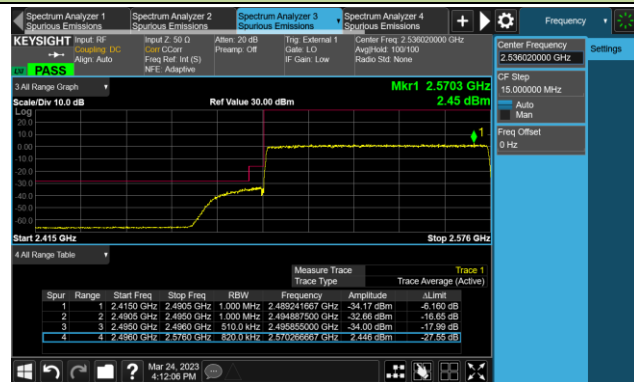 Spectrum Analyzer 1 Spectrum Analyzer 2 Spectrum Analyzer 3 Spectrum Analyzer 4
Spurious Emissions Spurious Emissions Spurious Emissions Spurious Emissions
Frequency
KEYSIGHT Input: RF Input Z: 50 Ω Atten: 20 dB Trig: External 1 Center Freq: 2.536020000 GHz
Coupling: DC Corr CCorr Preamp: Off Gate: LO Avg|Hold: 100/100
Align: Auto Freq Ref: Int (S) IF Gain: Low Radio Std: None
NFE: Adaptive
PASS
3 All Range Graph
Mkr1 2.5703 GHz
Scale/Div 10.0 dB Ref Value 30.00 dBm 2.45 dBm
Log
20.0
10.0
0.00
-10.0
-20.0
-30.0
-40.0
-50.0
-60.0
1
Start 2.415 GHz Stop 2.576 GHz
4 All Range Table
Measure Trace Trace 1
Trace Type Trace Average (Active)
Spur Range Start Freq Stop Freq RBW Frequency Amplitude ΔLimit
1 1 2.4150 GHz 2.4905 GHz 1.000 MHz 2.489241667 GHz -34.17 dBm -6.160 dB
2 2 2.4905 GHz 2.4950 GHz 1.000 MHz 2.494887500 GHz -32.66 dBm -16.65 dB
3 3 2.4950 GHz 2.4960 GHz 510.0 kHz 2.495855000 GHz -34.00 dBm -17.99 dB
4 4 2.4960 GHz 2.5760 GHz 820.0 kHz 2.570266667 GHz 2.446 dBm -27.55 dB
Mar 24, 2023
4:12:06 PM
Center Frequency
2.536020000 GHz
Settings
CF Step
15.000000 MHz
Auto
Man
Freq Offset
0 Hz